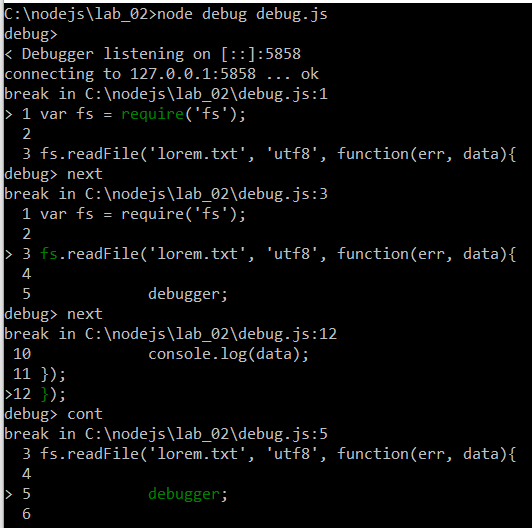 C:\nodejs\lab_02>node debug debug.js
debug>
< Debugger listening on [::]:5858
connecting to 127.0.0.1:5858 ... ok
break in C:\nodejs\lab_02\debug.js:1
> 1 var fs = require('fs');
  2
  3 fs.readFile('lorem.txt', 'utf8', function(err, data){
debug> next
break in C:\nodejs\lab_02\debug.js:3
  1 var fs = require('fs');
  2
> 3 fs.readFile('lorem.txt', 'utf8', function(err, data){
  4
  5             debugger;
debug> next
break in C:\nodejs\lab_02\debug.js:12
 10             console.log(data);
 11 });
>12 });
debug> cont
break in C:\nodejs\lab_02\debug.js:5
  3 fs.readFile('lorem.txt', 'utf8', function(err, data){
  4
> 5             debugger;
  6